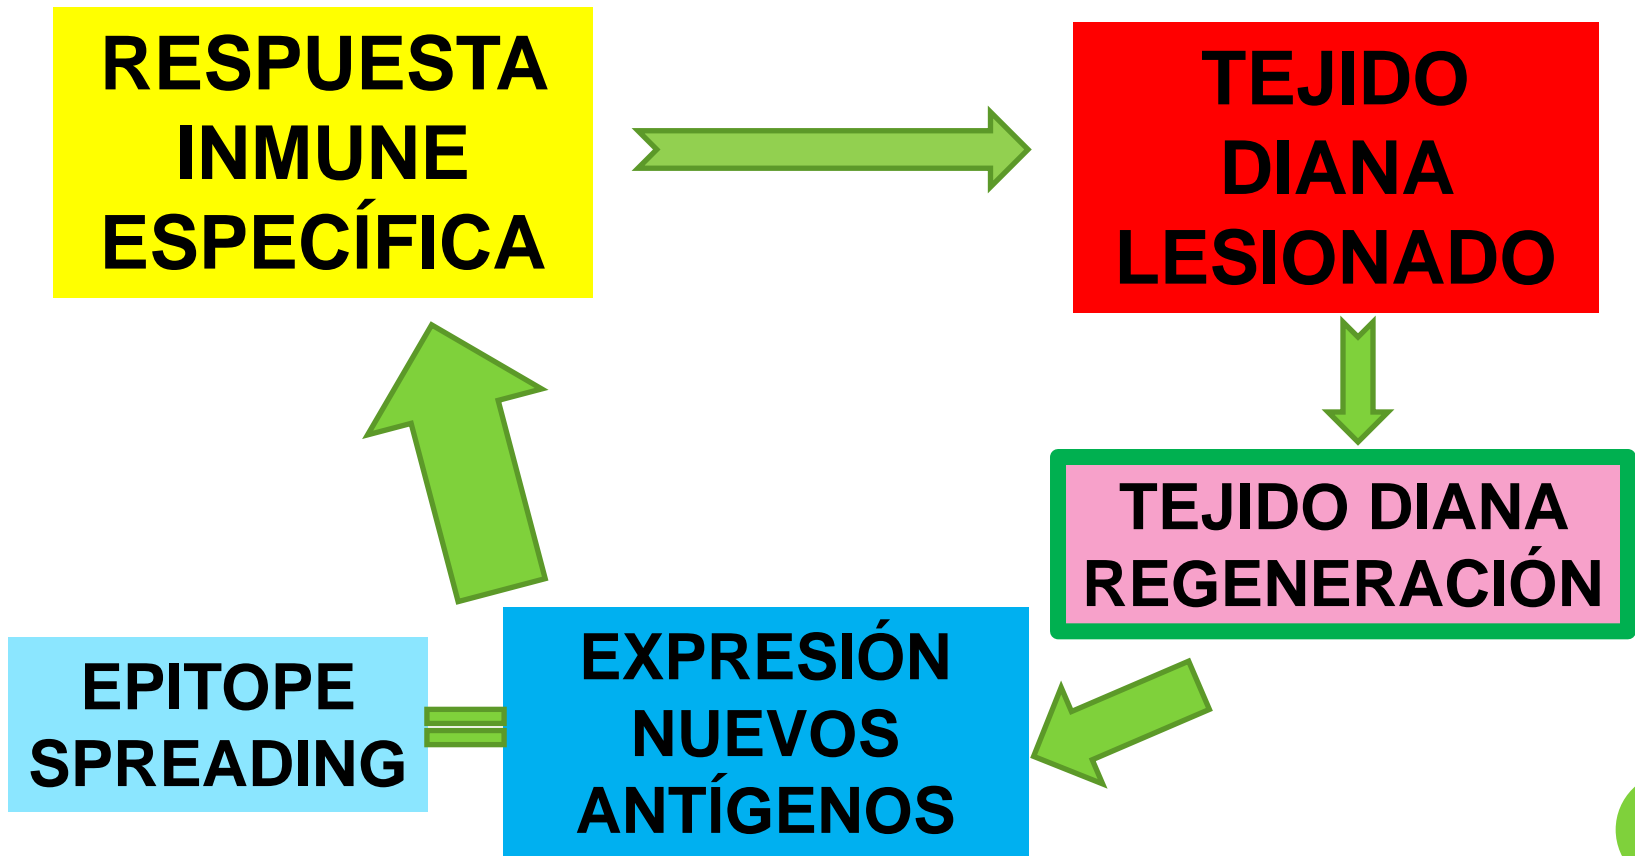 RESPUESTA
INMUNE
ESPECÍFICA
TEJIDO
DIANA
LESIONADO
TEJIDO DIANA
REGENERACIÓN
EXPRESIÓN
NUEVOS
ANTÍGENOS
EPITOPE
SPREADING